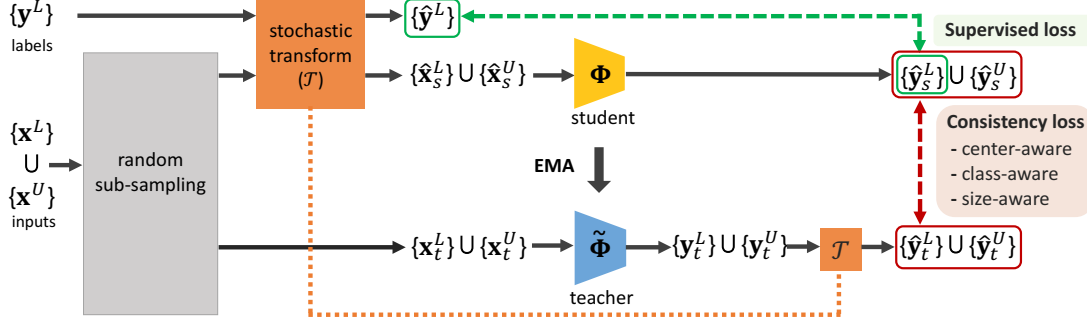 {y^L}
labels
stochastic
transform
(𝒯)
{ŷ^L}
Supervised loss
{x̂_s^L} ∪ {x̂_s^U}
Φ
student
{ŷ_s^L} ∪ {ŷ_s^U}
{x^L}
∪
{x^U}
inputs
random
sub-sampling
EMA
Consistency loss
- center-aware
- class-aware
- size-aware
{x_t^L} ∪ {x_t^U}
Φ̃
teacher
{y_t^L} ∪ {y_t^U}
𝒯
{ŷ_t^L} ∪ {ŷ_t^U}